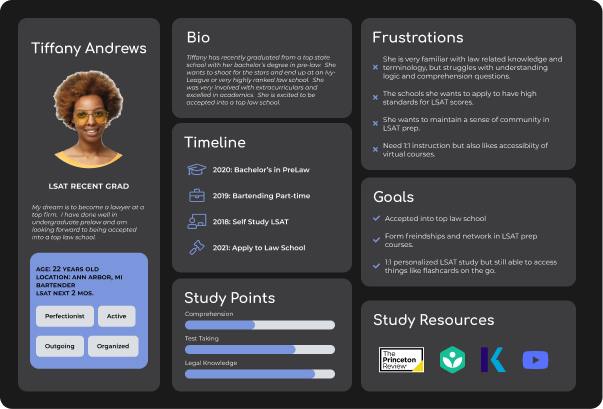 Tiffany Andrews
LSAT RECENT GRAD
My dream is to become a lawyer at a
top firm. I have done well in
undergraduate prelaw and am
looking forward to being accepted
into a top law school.
AGE: 22 YEARS OLD
LOCATION: ANN ARBOR, MI
BARTENDER
LSAT NEXT 2 MOS.
Perfectionist
Active
Outgoing
Organized
Bio
Tiffany has recently graduated from a top state
school with her bachelor's degree in pre-law. She
wants to shoot for the stars and end up at an Ivy-
League or very highly ranked law school. She
was very involved with extracurriculars and
excelled in academics. She is excited to be
accepted into a top law school.
Timeline
2020: Bachelor's in PreLaw
2019: Bartending Part-time
2018: Self Study LSAT
2021: Apply to Law School
Study Points
Comprehension
Test Taking
Legal Knowledge
Frustrations
She is very familiar with law related knowledge and
terminology, but struggles with understanding
logic and comprehension questions.
The schools she wants to apply to have high
standards for LSAT scores.
She wants to maintain a sense of community in
LSAT prep.
Need 1:1 instruction but also likes accessiblity of
virtual courses.
Goals
Accepted into top law school
Form freindships and network in LSAT prep
courses.
1:1 personalized LSAT study but still able to access
things like flashcards on the go.
Study Resources
The
Princeton
Review
K